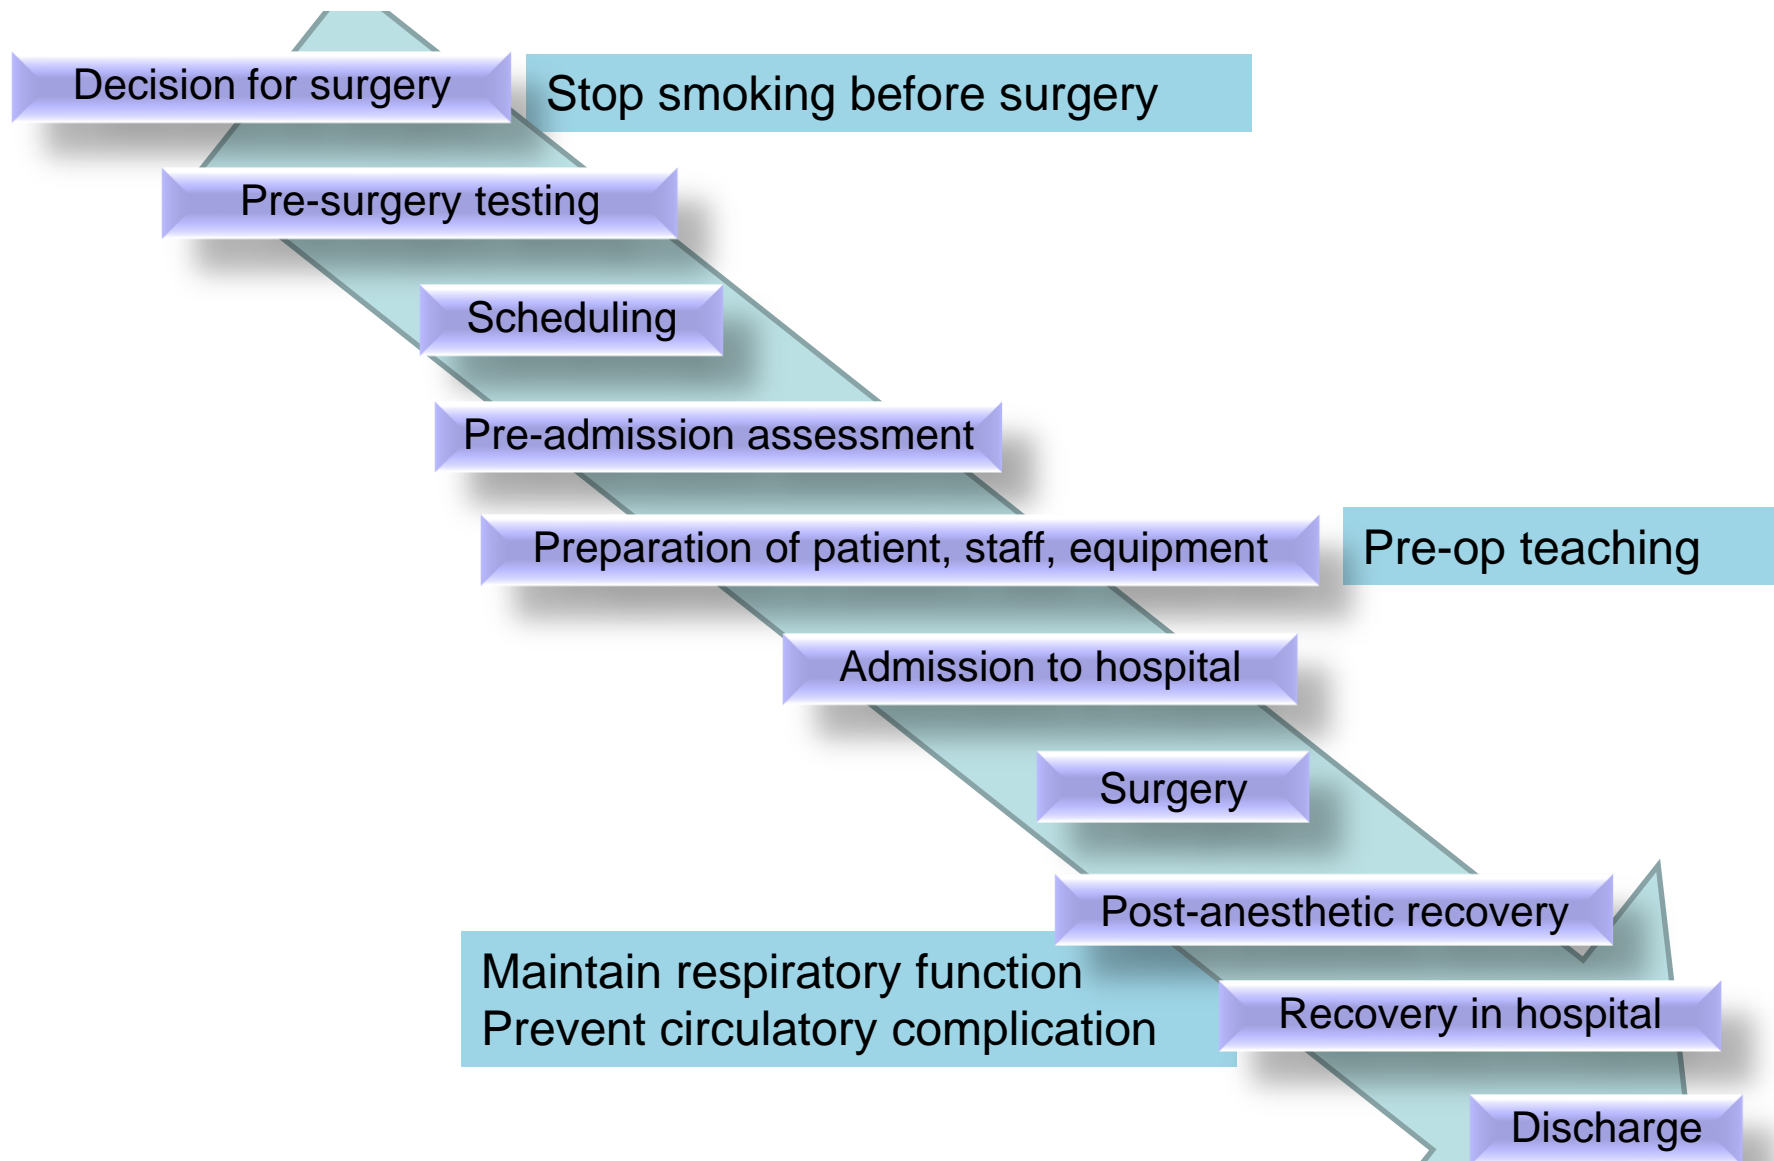 Decision for surgery
Stop smoking before surgery
Pre-surgery testing
Scheduling
Pre-admission assessment
Preparation of patient, staff, equipment
Pre-op teaching
Admission to hospital
Surgery
Post-anesthetic recovery
Maintain respiratory function
Prevent circulatory complication
Recovery in hospital
Discharge